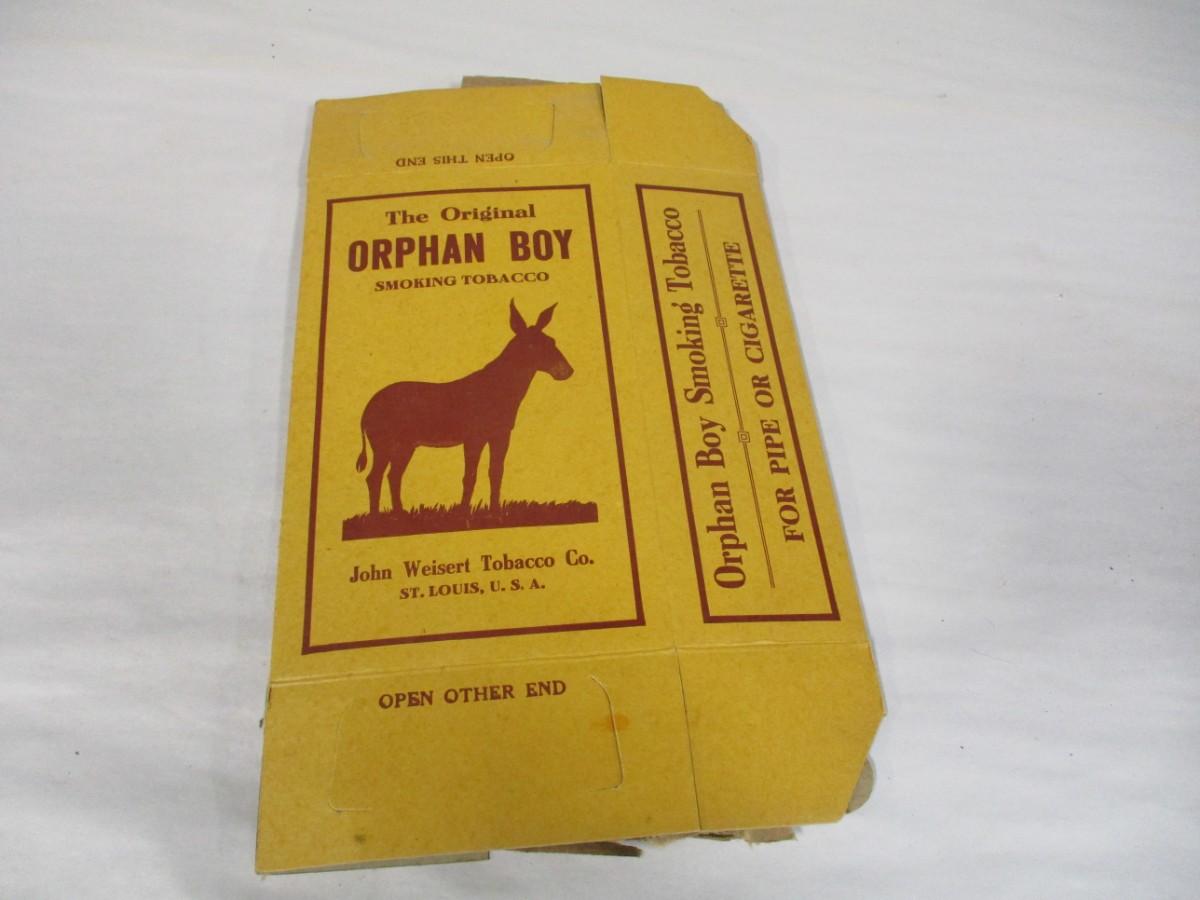 OPEN THIS END
The Original
ORPHAN BOY
SMOKING TOBACCO
John Weisert Tobacco Co.
ST. LOUIS, U. S. A.
OPEN OTHER END
Orphan Boy Smoking Tobacco
FOR PIPE OR CIGARETTE